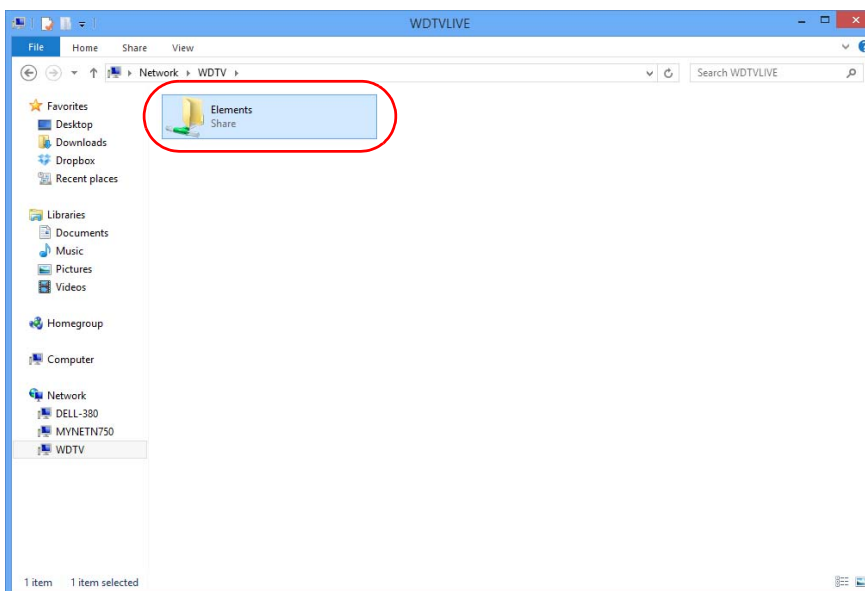 WDTVLIVE
File Home Share View
Network WDTV
Search WDTVLIVE
Favorites
Desktop
Downloads
Dropbox
Recent places
Libraries
Documents
Music
Pictures
Videos
Homegroup
Computer
Network
DELL-380
MYNETN750
WDTV
Elements
Share
1 item 1 item selected